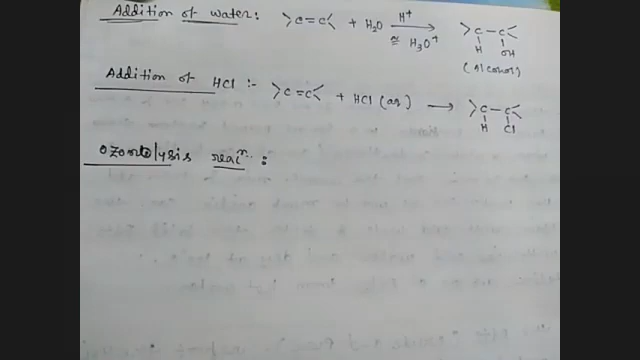 Addition of water: >C=C< + H2O H+ → ≅ H3O+ >C-C< H OH
(Alcohol)
Addition of HCl :- >C=C< + HCl (aq) → >C-C< H Cl
Ozonolysis reacn :